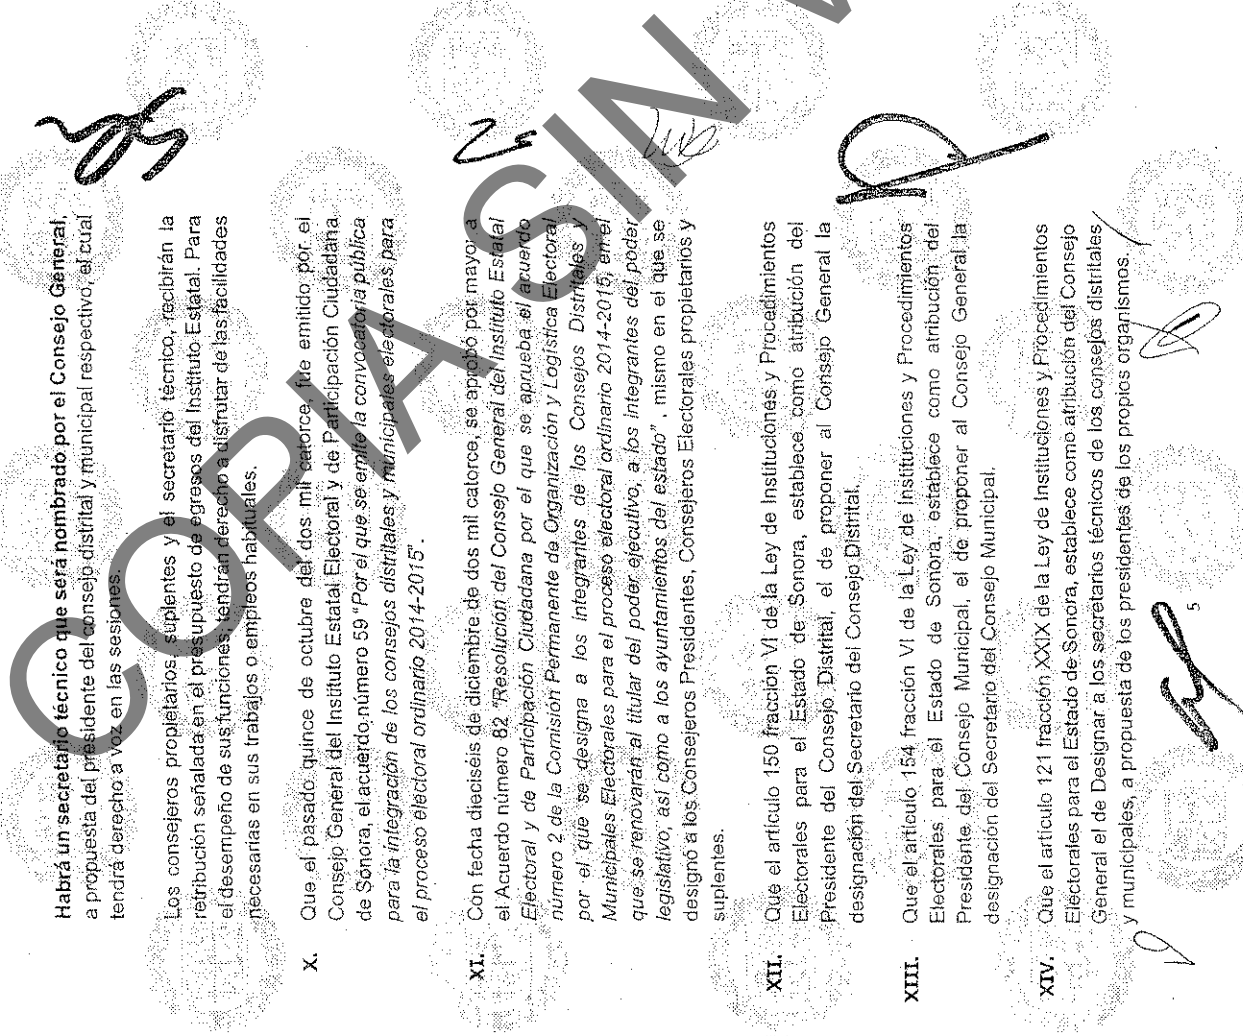 Habrá un secretario técnico que será nombrado por el Consejo General,
a propuesta del presidente del consejo distrital y municipal respectivo, el cual
tendrá derecho a voz en las sesiones.
Los consejeros propietarios, suplentes y el secretario técnico, recibirán la
retribución señalada en el presupuesto de egresos del Instituto Estatal. Para
el desempeño de sus funciones, tendrán derecho a disfrutar de las facilidades
necesarias en sus trabajos o empleos habituales.
X. Que el pasado quince de octubre del dos mil catorce, fue emitido por el
Consejo General del Instituto Estatal Electoral y de Participación Ciudadana
de Sonora, el acuerdo número 59 "Por el que se emite la convocatoria pública
para la integración de los consejos distritales y municipales electorales para
el proceso electoral ordinario 2014-2015".
XI. Con fecha dieciséis de diciembre de dos mil catorce, se aprobó por mayor a
el Acuerdo número 82 "Resolución del Consejo General del Instituto Estatal
Electoral y de Participación Ciudadana por el que se aprueba el acuerdo
número 2 de la Comisión Permanente de Organización y Logística Electoral
por el que se designa a los integrantes de los Consejos Distritales y
Municipales Electorales para el proceso electoral ordinario 2014-2015, en el
que se renovarán al titular del poder ejecutivo, a los integrantes del poder
legislativo, así como a los ayuntamientos del estado", mismo en el que se
designó a los Consejeros Presidentes, Consejeros Electorales propietarios y
suplentes.
XII. Que el artículo 150 fracción VI de la Ley de Instituciones y Procedimientos
Electorales para el Estado de Sonora, establece como atribución del
Presidente del Consejo Distrital, el de proponer al Consejo General la
designación del Secretario del Consejo Distrital.
XIII. Que el artículo 154 fracción VI de la Ley de Instituciones y Procedimientos
Electorales para el Estado de Sonora, establece como atribución del
Presidente del Consejo Municipal, el de proponer al Consejo General la
designación del Secretario del Consejo Municipal.
XIV. Que el artículo 121 fracción XXIX de la Ley de Instituciones y Procedimientos
Electorales para el Estado de Sonora, establece como atribución del Consejo
General el de Designar a los secretarios técnicos de los consejos distritales
y municipales, a propuesta de los presidentes de los propios organismos.
5
COPIA SIN